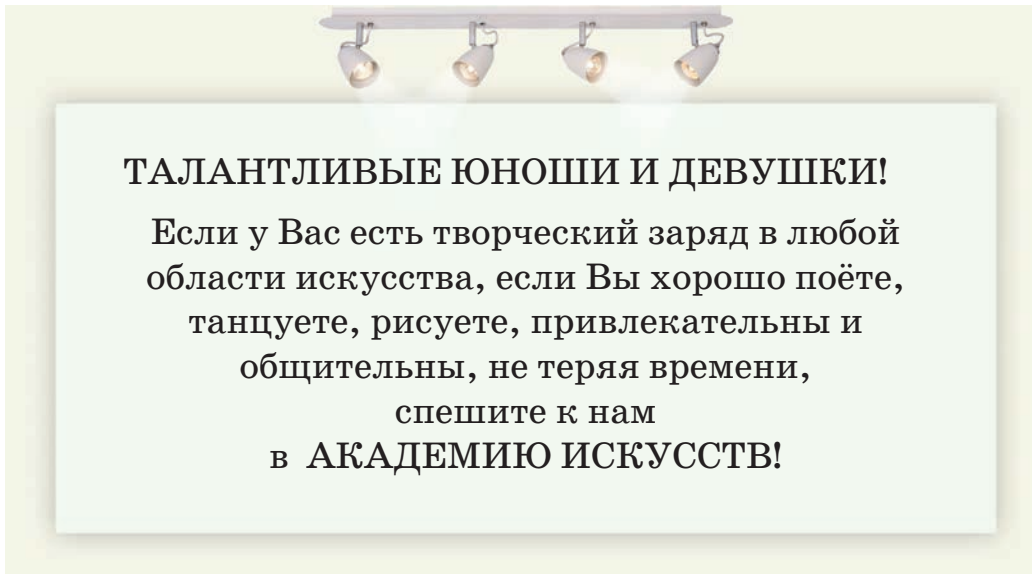 ТАЛАНТЛИВЫЕ ЮНОШИ И ДЕВУШКИ!
Если у Вас есть творческий заряд в любой
области искусства, если Вы хорошо поёте,
танцуете, рисуете, привлекательны и
общительны, не теряя времени,
спешите к нам
в АКАДЕМИЮ ИСКУССТВ!